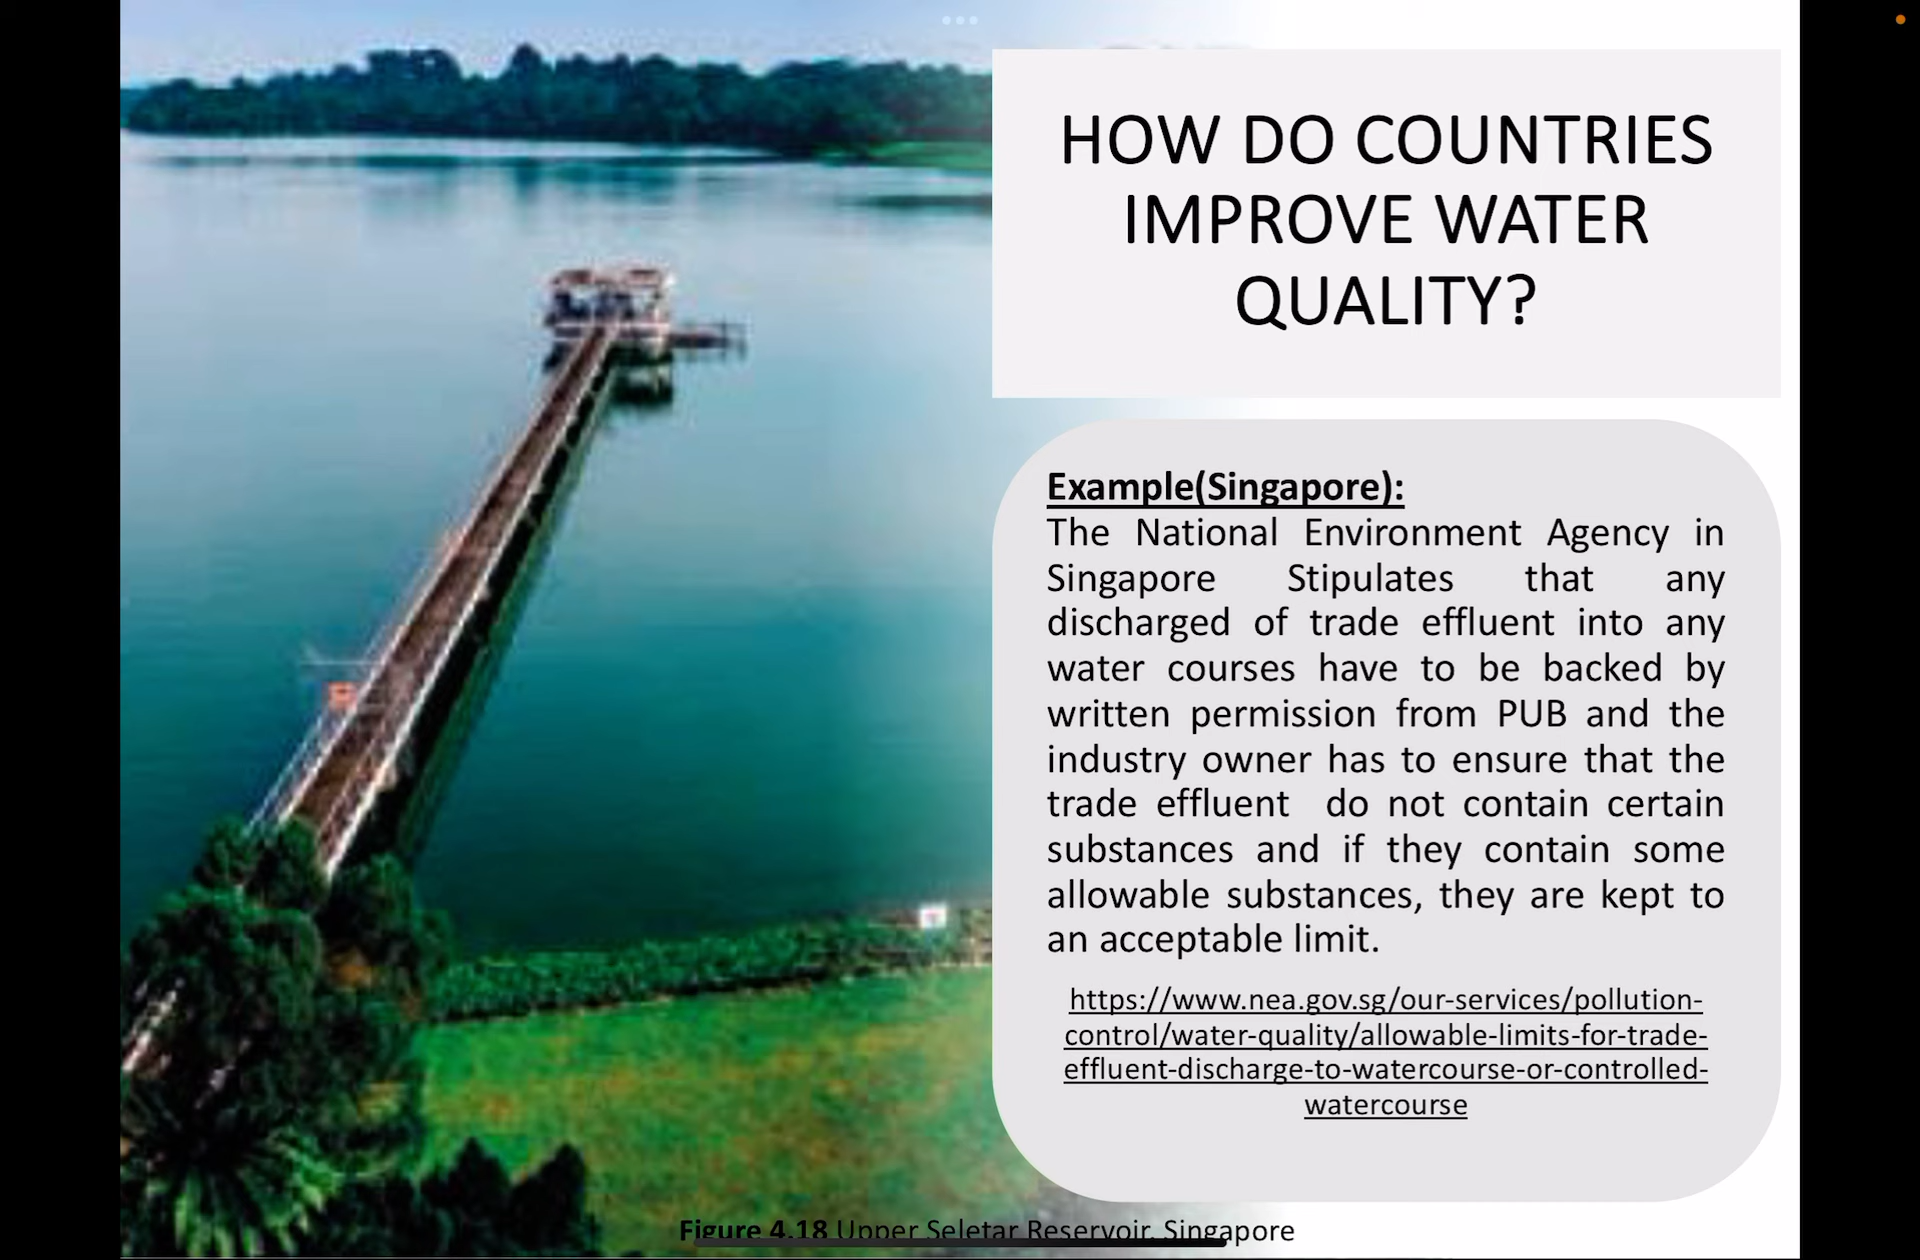 HOW DO COUNTRIES
IMPROVE WATER
QUALITY?
Example(Singapore):
The National Environment Agency in
Singapore Stipulates that any
discharged of trade effluent into any
water courses have to be backed by
written permission from PUB and the
industry owner has to ensure that the
trade effluent do not contain certain
substances and if they contain some
allowable substances, they are kept to
an acceptable limit.
https://www.nea.gov.sg/our-services/pollution-
control/water-quality/allowable-limits-for-trade-
effluent-discharge-to-watercourse-or-controlled-
watercourse
Figure 4.18 Upper Seletar Reservoir, Singapore